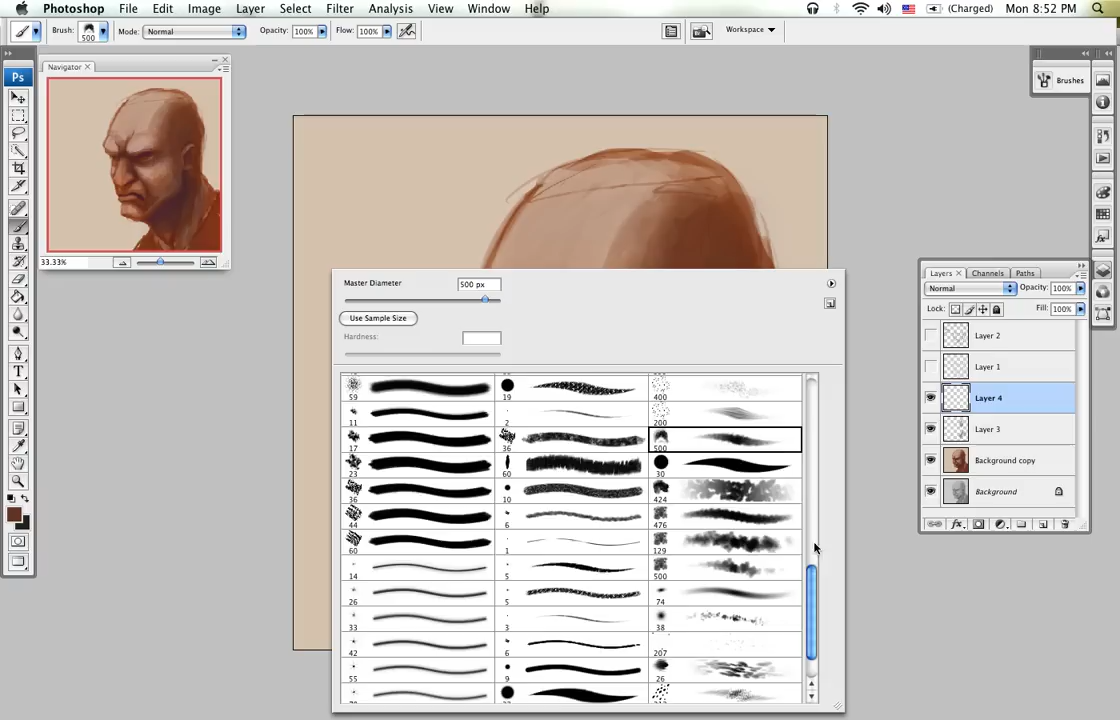 Photoshop File Edit Image Layer Select Filter Analysis View Window Help (Charged) Mon 8:52 PM
Brush: 500 Mode: Normal Opacity: 100% Flow: 100% Workspace
Navigator
Ps
33.33%
Brushes
Master Diameter 500 px
Use Sample Size
Hardness:
59 19 400
11 2 200
17 36 500
23 60 30
36 10 424
44 6 476
60 1 129
14 5 500
26 5 74
33 3 38
42 6 207
55 9 26
Layers Channels Paths
Normal Opacity: 100%
Lock: Fill: 100%
Layer 2
Layer 1
Layer 4
Layer 3
Background copy
Background
fx